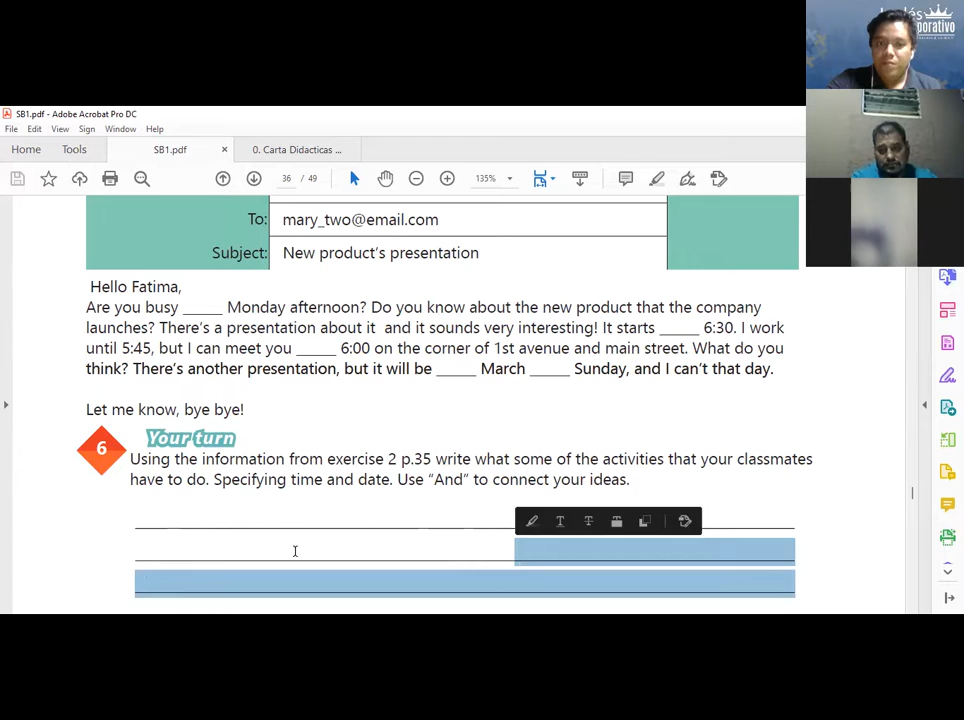 Inglés
porativo
SB1.pdf - Adobe Acrobat Pro DC
File Edit View Sign Window Help
Home Tools SB1.pdf × 0. Carta Didacticas ...
36 / 49 135%
To: mary_two@email.com
Subject: New product's presentation
Hello Fatima,
Are you busy _____ Monday afternoon? Do you know about the new product that the company
launches? There's a presentation about it and it sounds very interesting! It starts _____ 6:30. I work
until 5:45, but I can meet you _____ 6:00 on the corner of 1st avenue and main street. What do you
think? There's another presentation, but it will be _____ March _____ Sunday, and I can't that day.
Let me know, bye bye!
6 Your turn
Using the information from exercise 2 p.35 write what some of the activities that your classmates
have to do. Specifying time and date. Use “And” to connect your ideas.